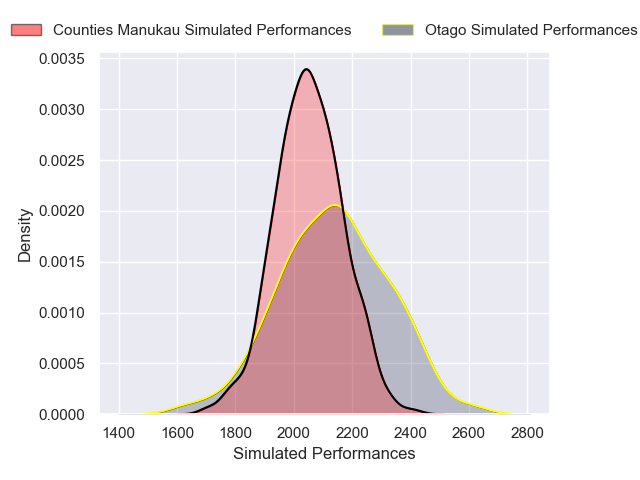 Counties Manukau Simulated Performances
Otago Simulated Performances
0.0035
0.0030
0.0025
0.0020
0.0015
0.0010
0.0005
0.0000
Density
1400 1600 1800 2000 2200 2400 2600 2800
Simulated Performances